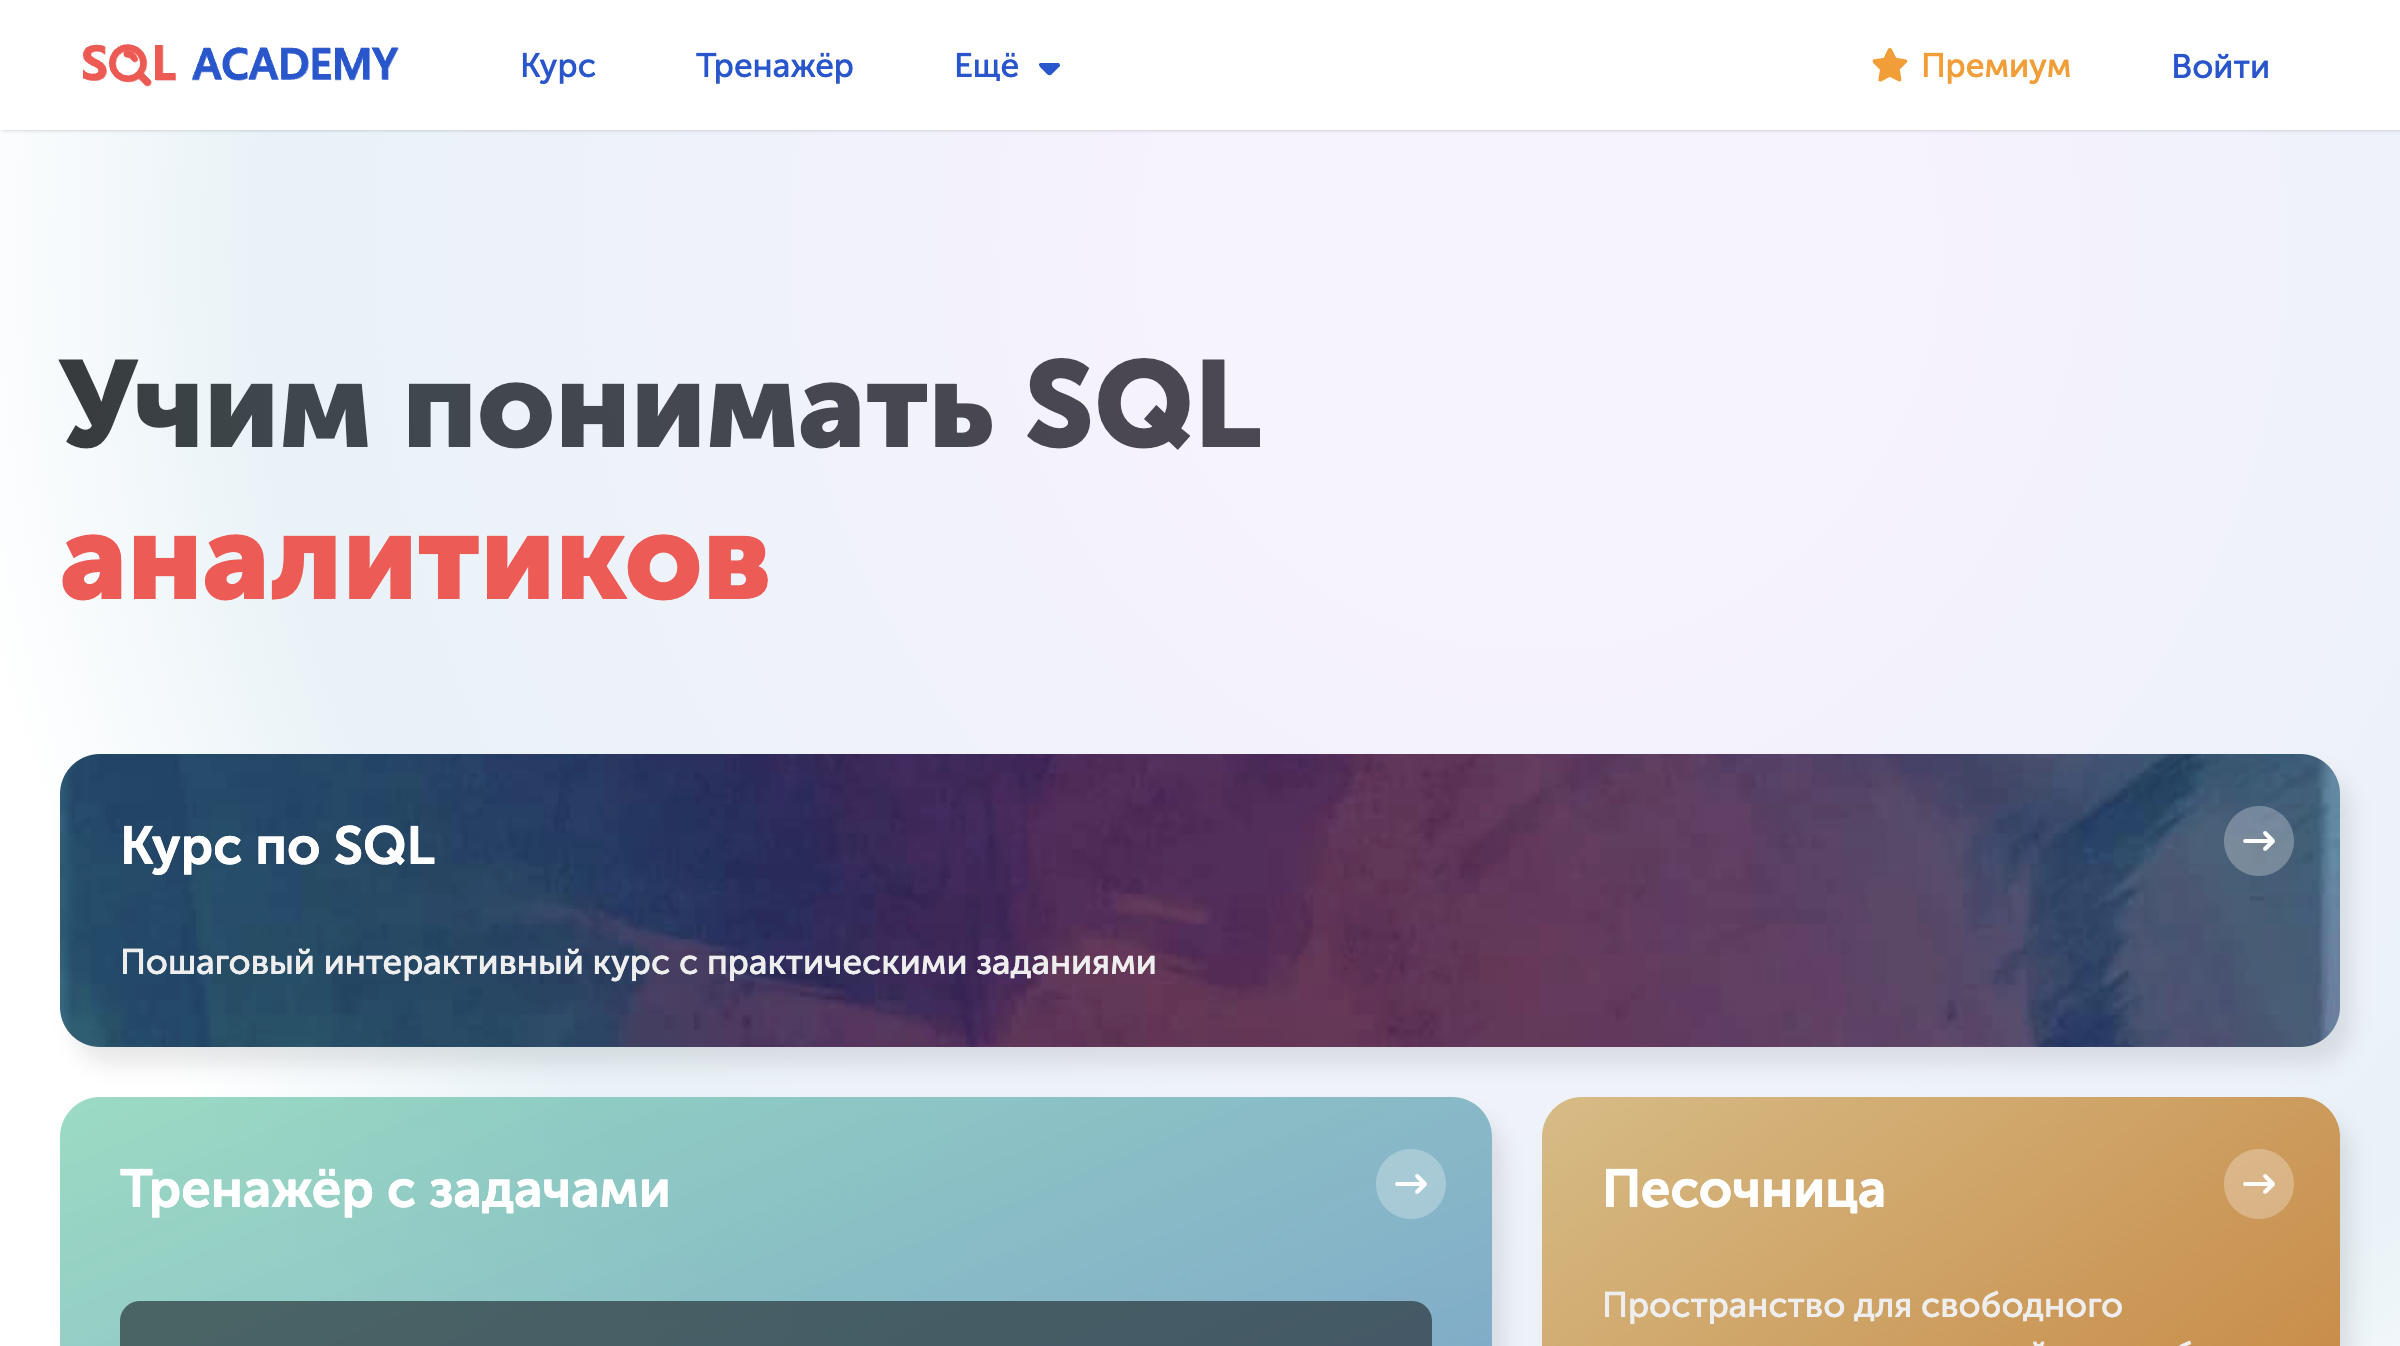 SQL ACADEMY
Курс
Тренажёр
Ещё
Премиум
Войти
Учим понимать SQL
аналитиков
Курс по SQL
Пошаговый интерактивный курс с практическими заданиями
Тренажёр с задачами
Песочница
Пространство для свободного